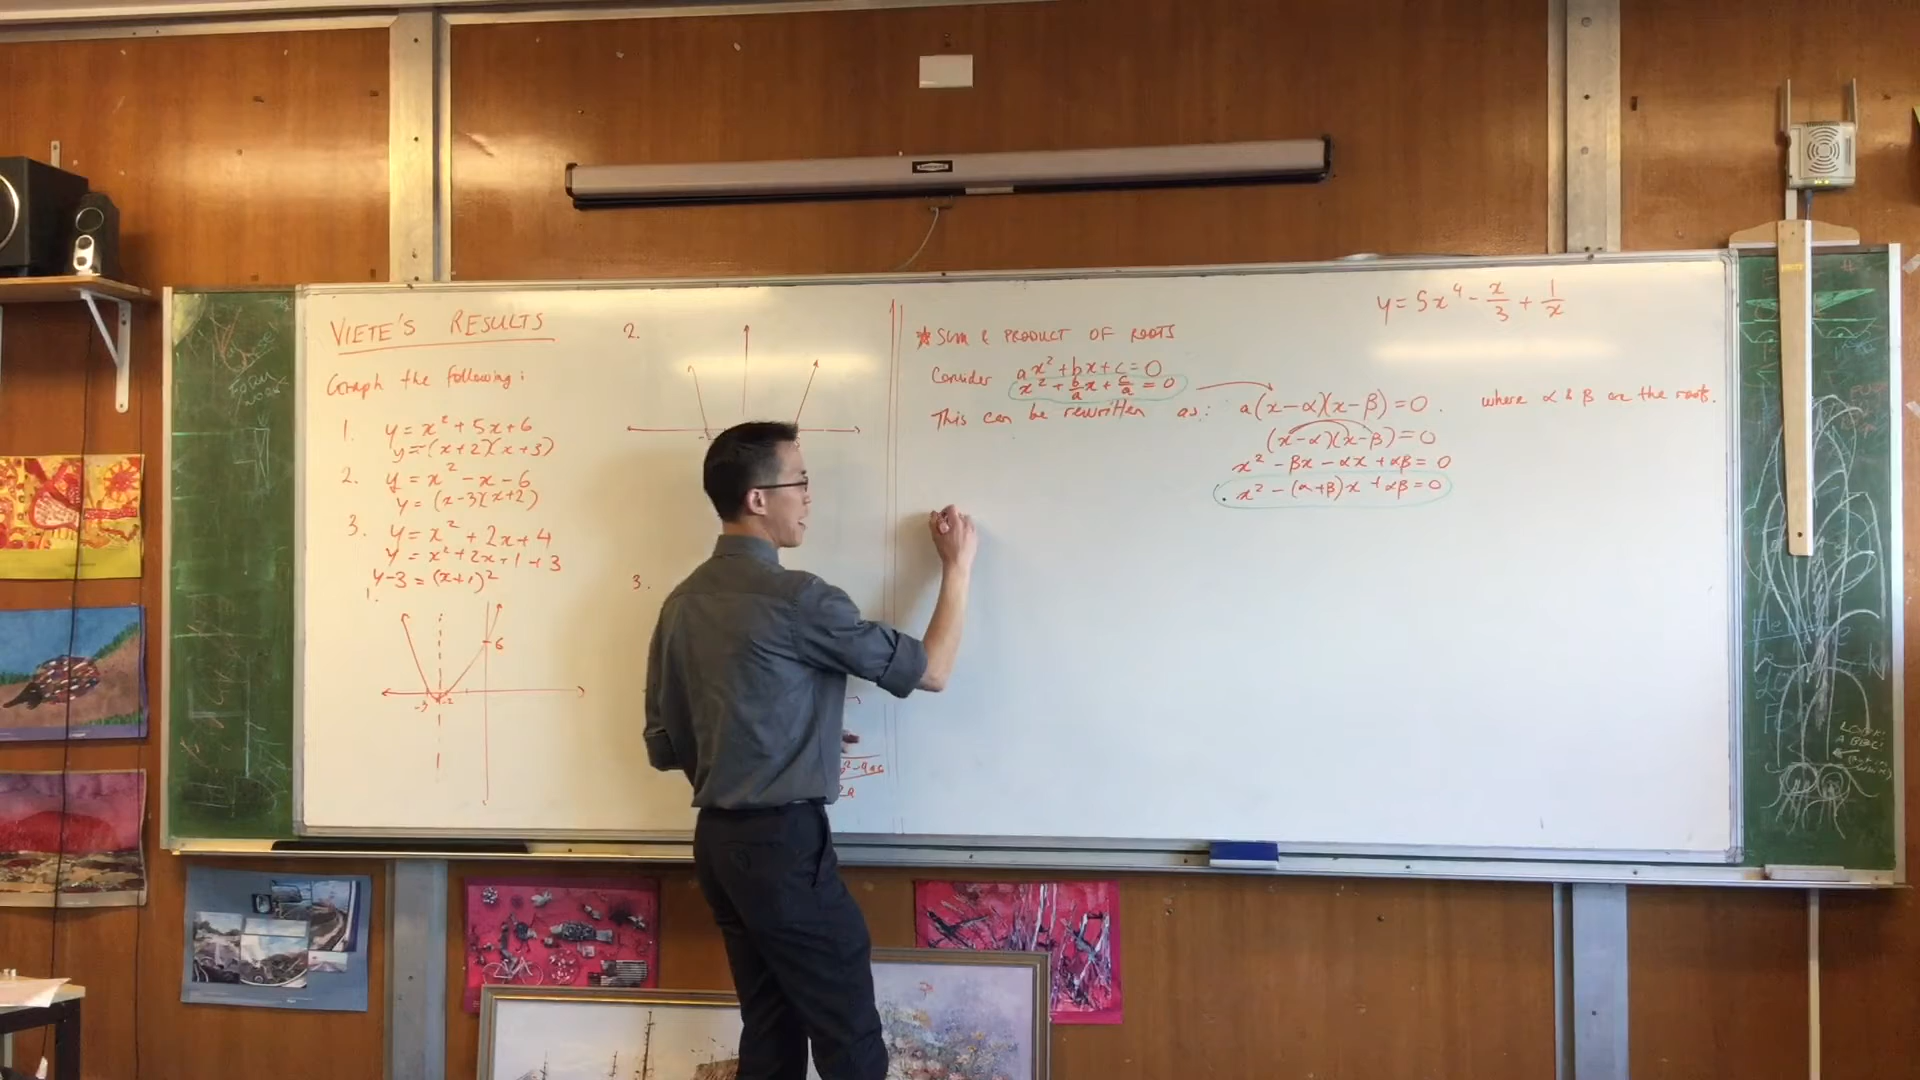 VIETE'S RESULTS
Graph the following:
1. y = x² + 5x + 6
y = (x+2)(x+3)
2. y = x² - x - 6
y = (x-3)(x+2)
3. y = x² + 2x + 4
y = x² + 2x + 1 + 3
y-3 = (x+1)²
1.
6
-3 -2
2.
3.
* SUM & PRODUCT OF ROOTS
Consider ax² + bx + c = 0
x² + b/a x + c/a = 0
This can be rewritten as: a(x-α)(x-β) = 0. where α & β are the roots.
(x-α)(x-β) = 0
x² - βx - αx + αβ = 0
x² - (α+β)x + αβ = 0
y = 5x⁴ - x/3 + 1/x